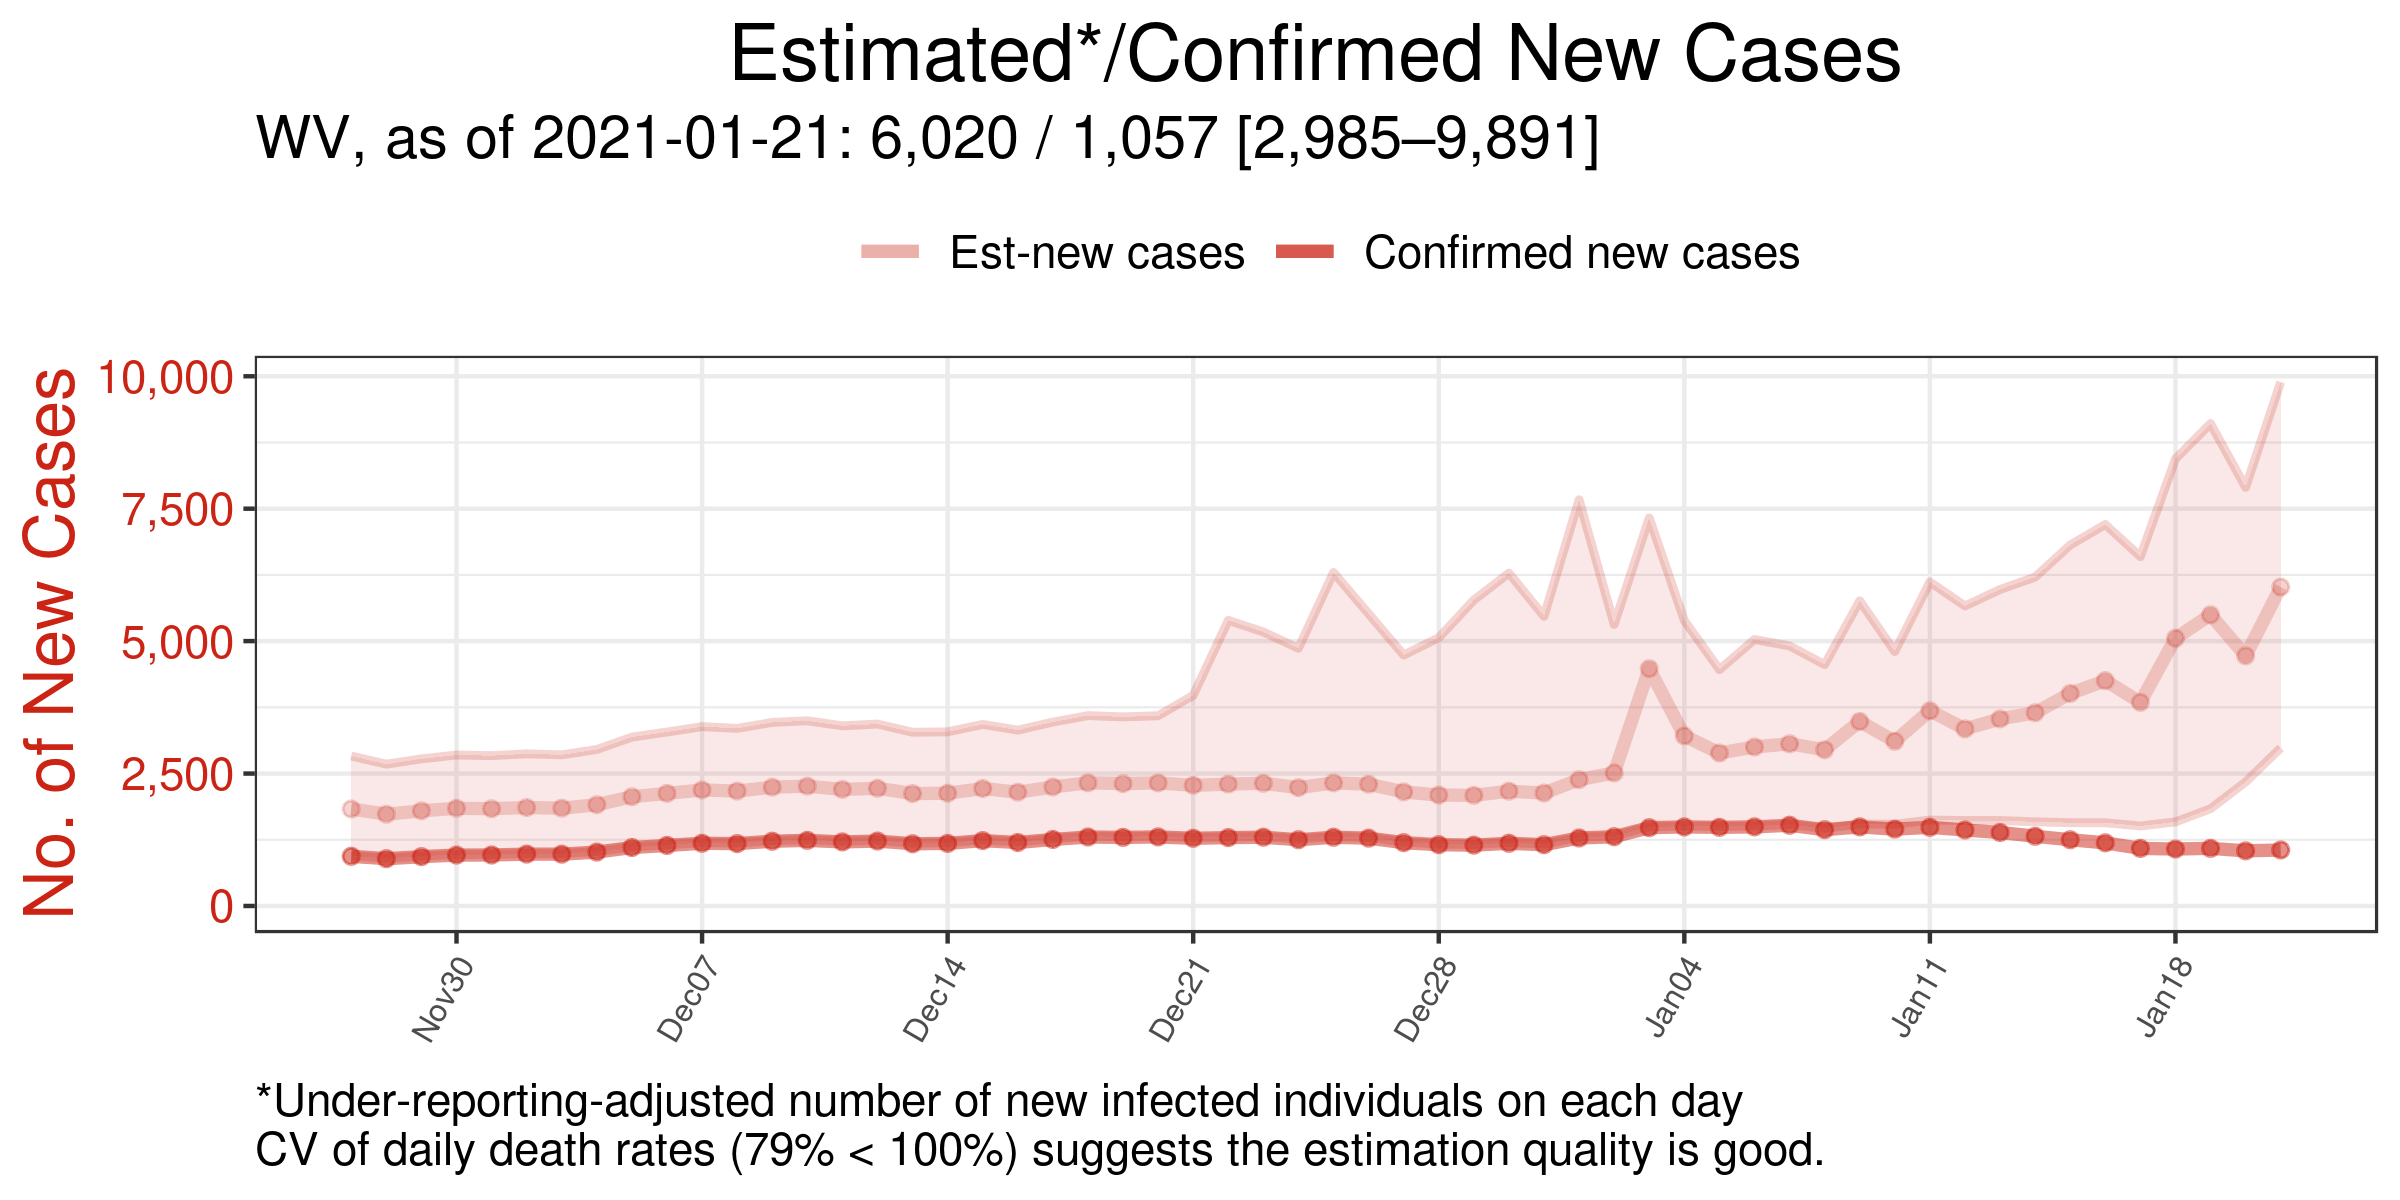 Estimated*/Confirmed New Cases
WV, as of 2021-01-21: 6,020 / 1,057 [2,985–9,891]
Est-new cases
Confirmed new cases
No. of New Cases
10,000
7,500
5,000
2,500
0
Nov30
Dec07
Dec14
Dec21
Dec28
Jan04
Jan11
Jan18
*Under-reporting-adjusted number of new infected individuals on each day
CV of daily death rates (79% < 100%) suggests the estimation quality is good.